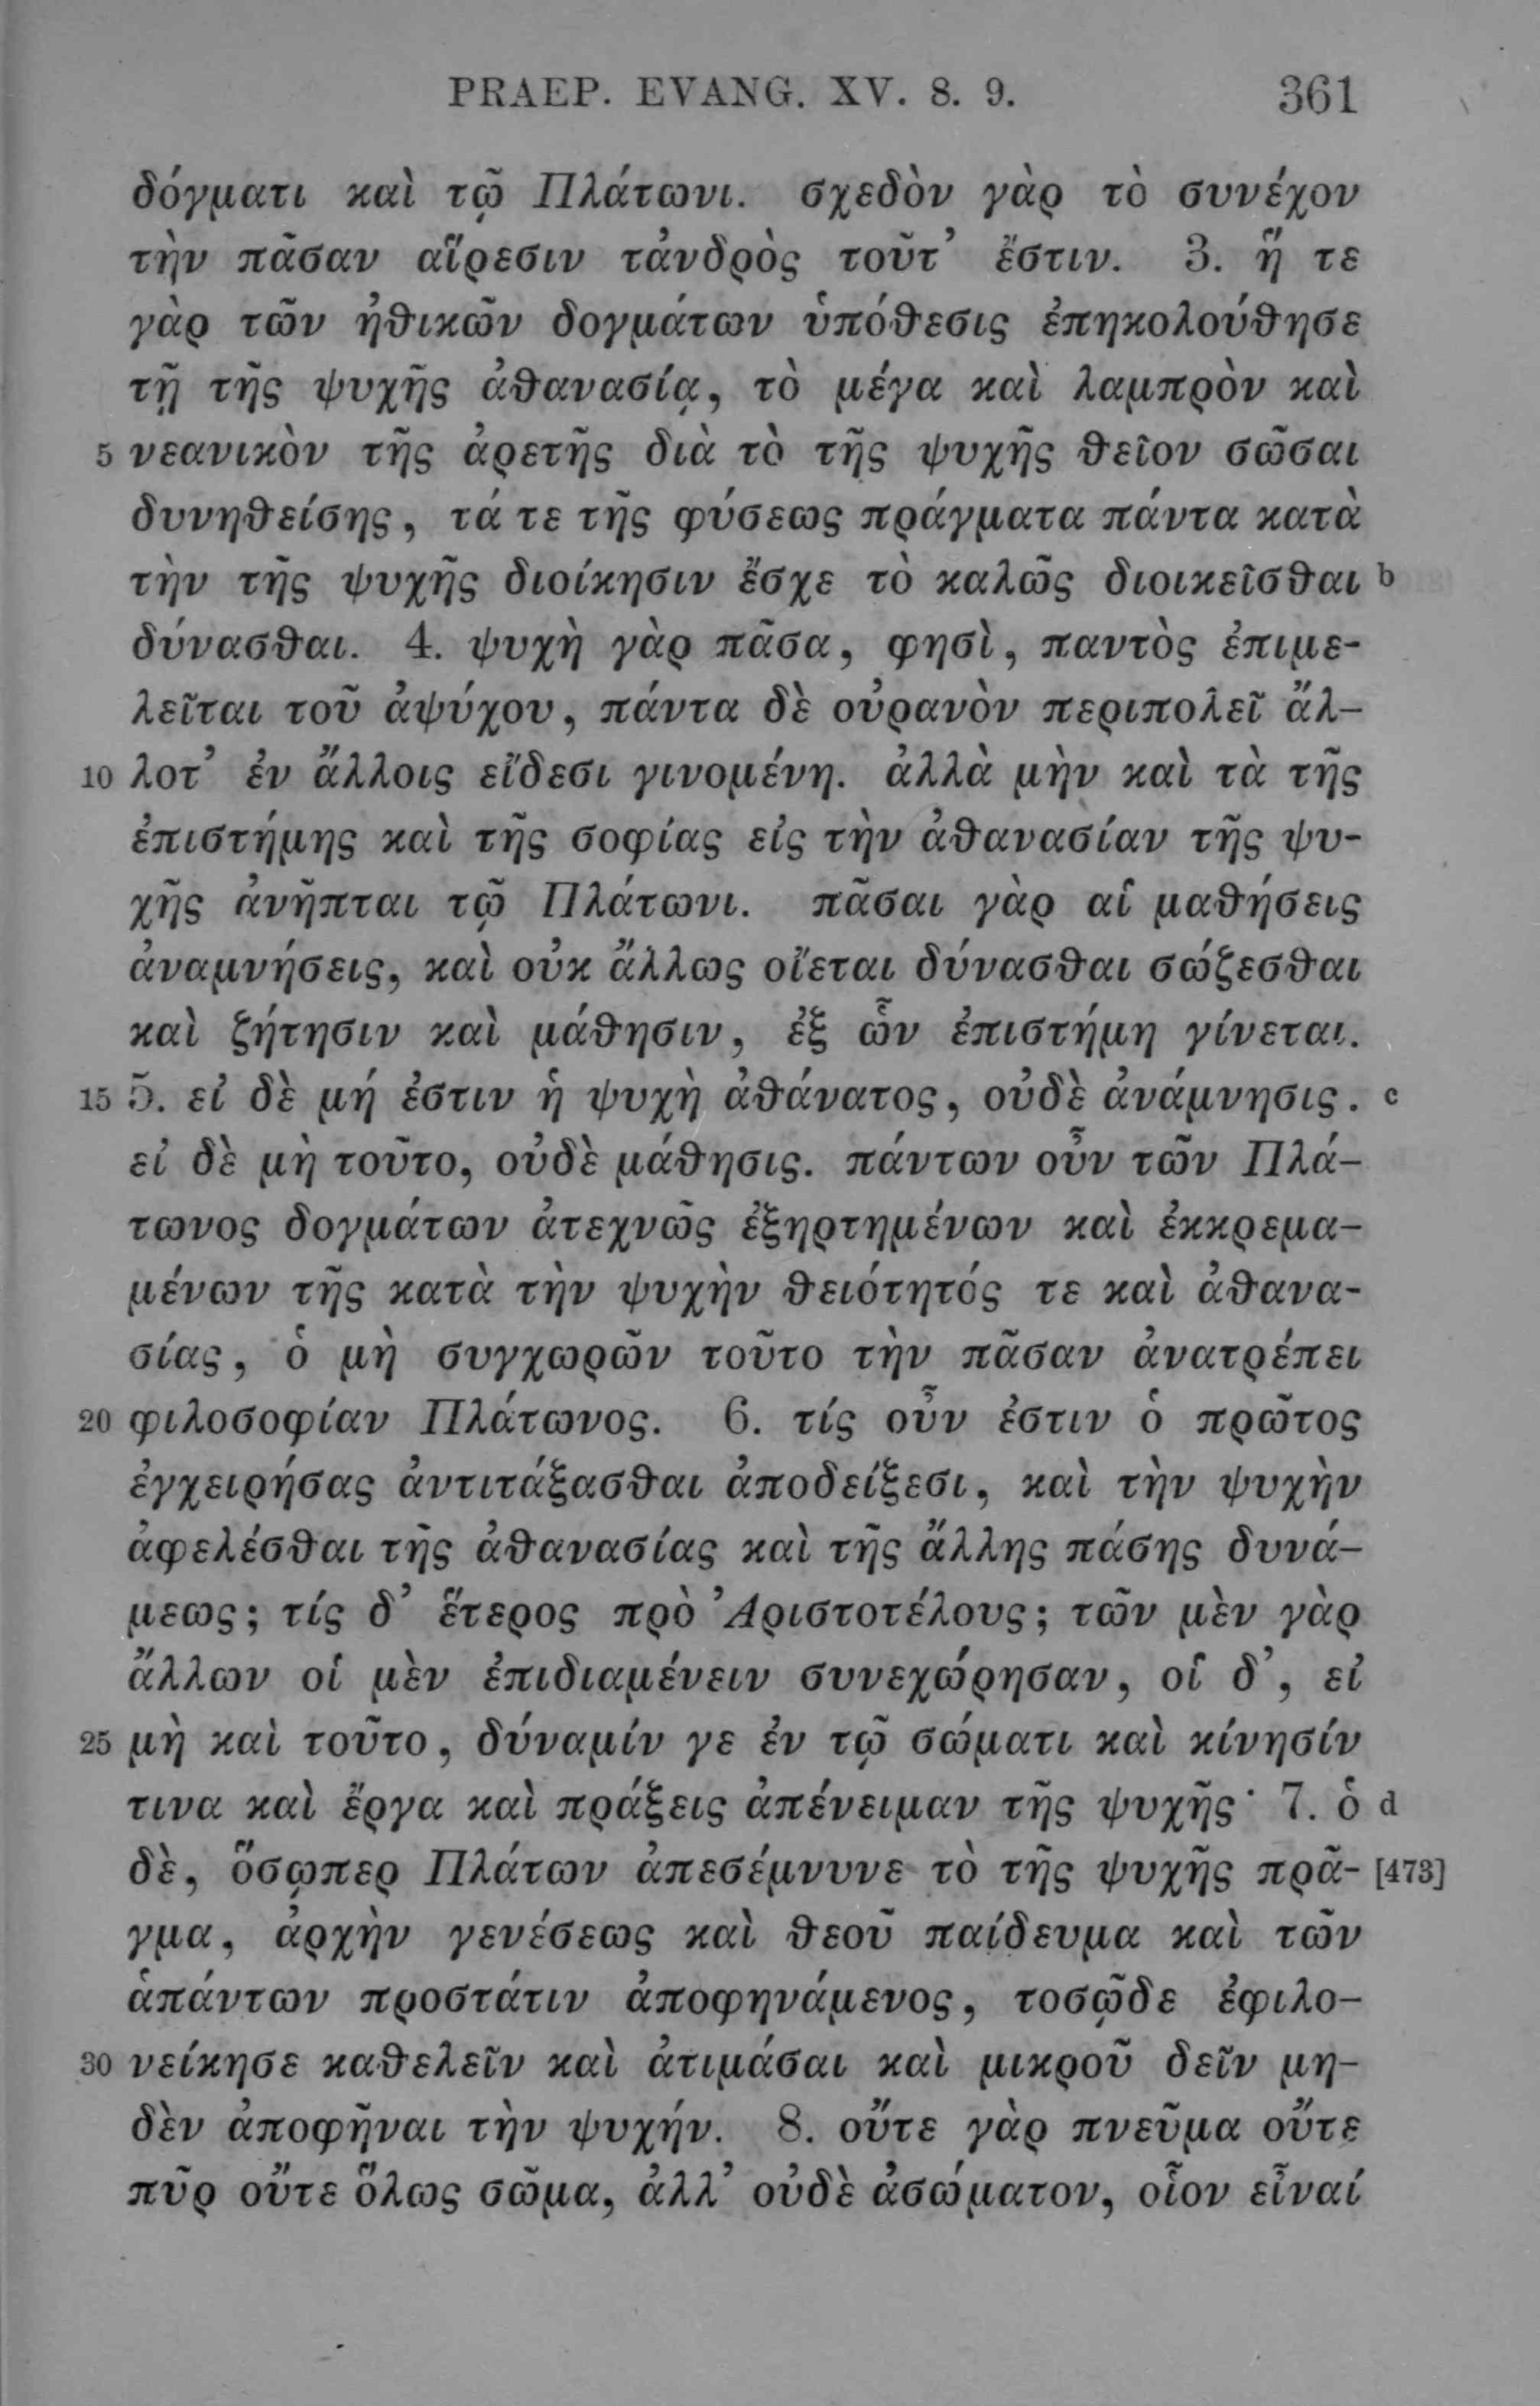 PRAEP. EVANG. XV. 8. 9. 361
δόγματι καὶ τῷ Πλάτωνι. σχεδὸν γὰρ τὸ συνέχον
τὴν πᾶσαν αἵρεσιν τἀνδρὸς τοῦτ’ ἔστιν. 3. ἥ τε
γὰρ τῶν ἠθικῶν δογμάτων ὑπόθεσις ἐπηκολούθησε
τῇ τῆς ψυχῆς ἀθανασίᾳ, τὸ μέγα καὶ λαμπρὸν καὶ
5 νεανικὸν τῆς ἀρετῆς διὰ τὸ τῆς ψυχῆς θεῖον σῶσαι
δυνηθείσης, τά τε τῆς φύσεως πράγματα πάντα κατὰ
τὴν τῆς ψυχῆς διοίκησιν ἔσχε τὸ καλῶς διοικεῖσθαι b
δύνασθαι. 4. ψυχὴ γὰρ πᾶσα, φησὶ, παντὸς ἐπιμε-
λεῖται τοῦ ἀψύχου, πάντα δὲ οὐρανὸν περιπολεῖ ἄλ-
10 λοτ’ ἐν ἄλλοις εἴδεσι γινομένη. ἀλλὰ μὴν καὶ τὰ τῆς
ἐπιστήμης καὶ τῆς σοφίας εἰς τὴν ἀθανασίαν τῆς ψυ-
χῆς ἀνῆπται τῷ Πλάτωνι. πᾶσαι γὰρ αἱ μαθήσεις
ἀναμνήσεις, καὶ οὐκ ἄλλως οἴεται δύνασθαι σώζεσθαι
καὶ ζήτησιν καὶ μάθησιν, ἐξ ὧν ἐπιστήμη γίνεται.
15 5. εἰ δὲ μή ἐστιν ἡ ψυχὴ ἀθάνατος, οὐδὲ ἀνάμνησις. c
εἰ δὲ μὴ τοῦτο, οὐδὲ μάθησις. πάντων οὖν τῶν Πλά-
τωνος δογμάτων ἀτεχνῶς ἐξηρτημένων καὶ ἐκκρεμα-
μένων τῆς κατὰ τὴν ψυχὴν θειότητός τε καὶ ἀθανα-
σίας, ὁ μὴ συγχωρῶν τοῦτο τὴν πᾶσαν ἀνατρέπει
20 φιλοσοφίαν Πλάτωνος. 6. τίς οὖν ἐστιν ὁ πρῶτος
ἐγχειρήσας ἀντιτάξασθαι ἀποδείξεσι, καὶ τὴν ψυχὴν
ἀφελέσθαι τῆς ἀθανασίας καὶ τῆς ἄλλης πάσης δυνά-
μεως; τίς δ’ ἕτερος πρὸ Ἀριστοτέλους; τῶν μὲν γὰρ
ἄλλων οἱ μὲν ἐπιδιαμένειν συνεχώρησαν, οἱ δ’, εἰ
25 μὴ καὶ τοῦτο, δύναμίν γε ἐν τῷ σώματι καὶ κίνησίν
τινα καὶ ἔργα καὶ πράξεις ἀπένειμαν τῆς ψυχῆς· 7. ὁ d
δὲ, ὅσῳπερ Πλάτων ἀπεσέμνυνε τὸ τῆς ψυχῆς πρᾶ- [473]
γμα, ἀρχὴν γενέσεως καὶ θεοῦ παίδευμα καὶ τῶν
ἁπάντων προστάτιν ἀποφηνάμενος, τοσῷδε ἐφιλο-
30 νείκησε καθελεῖν καὶ ἀτιμάσαι καὶ μικροῦ δεῖν μη-
δὲν ἀποφῆναι τὴν ψυχήν. 8. οὔτε γὰρ πνεῦμα οὔτε
πῦρ οὔτε ὅλως σῶμα, ἀλλ’ οὐδὲ ἀσώματον, οἷον εἶναί